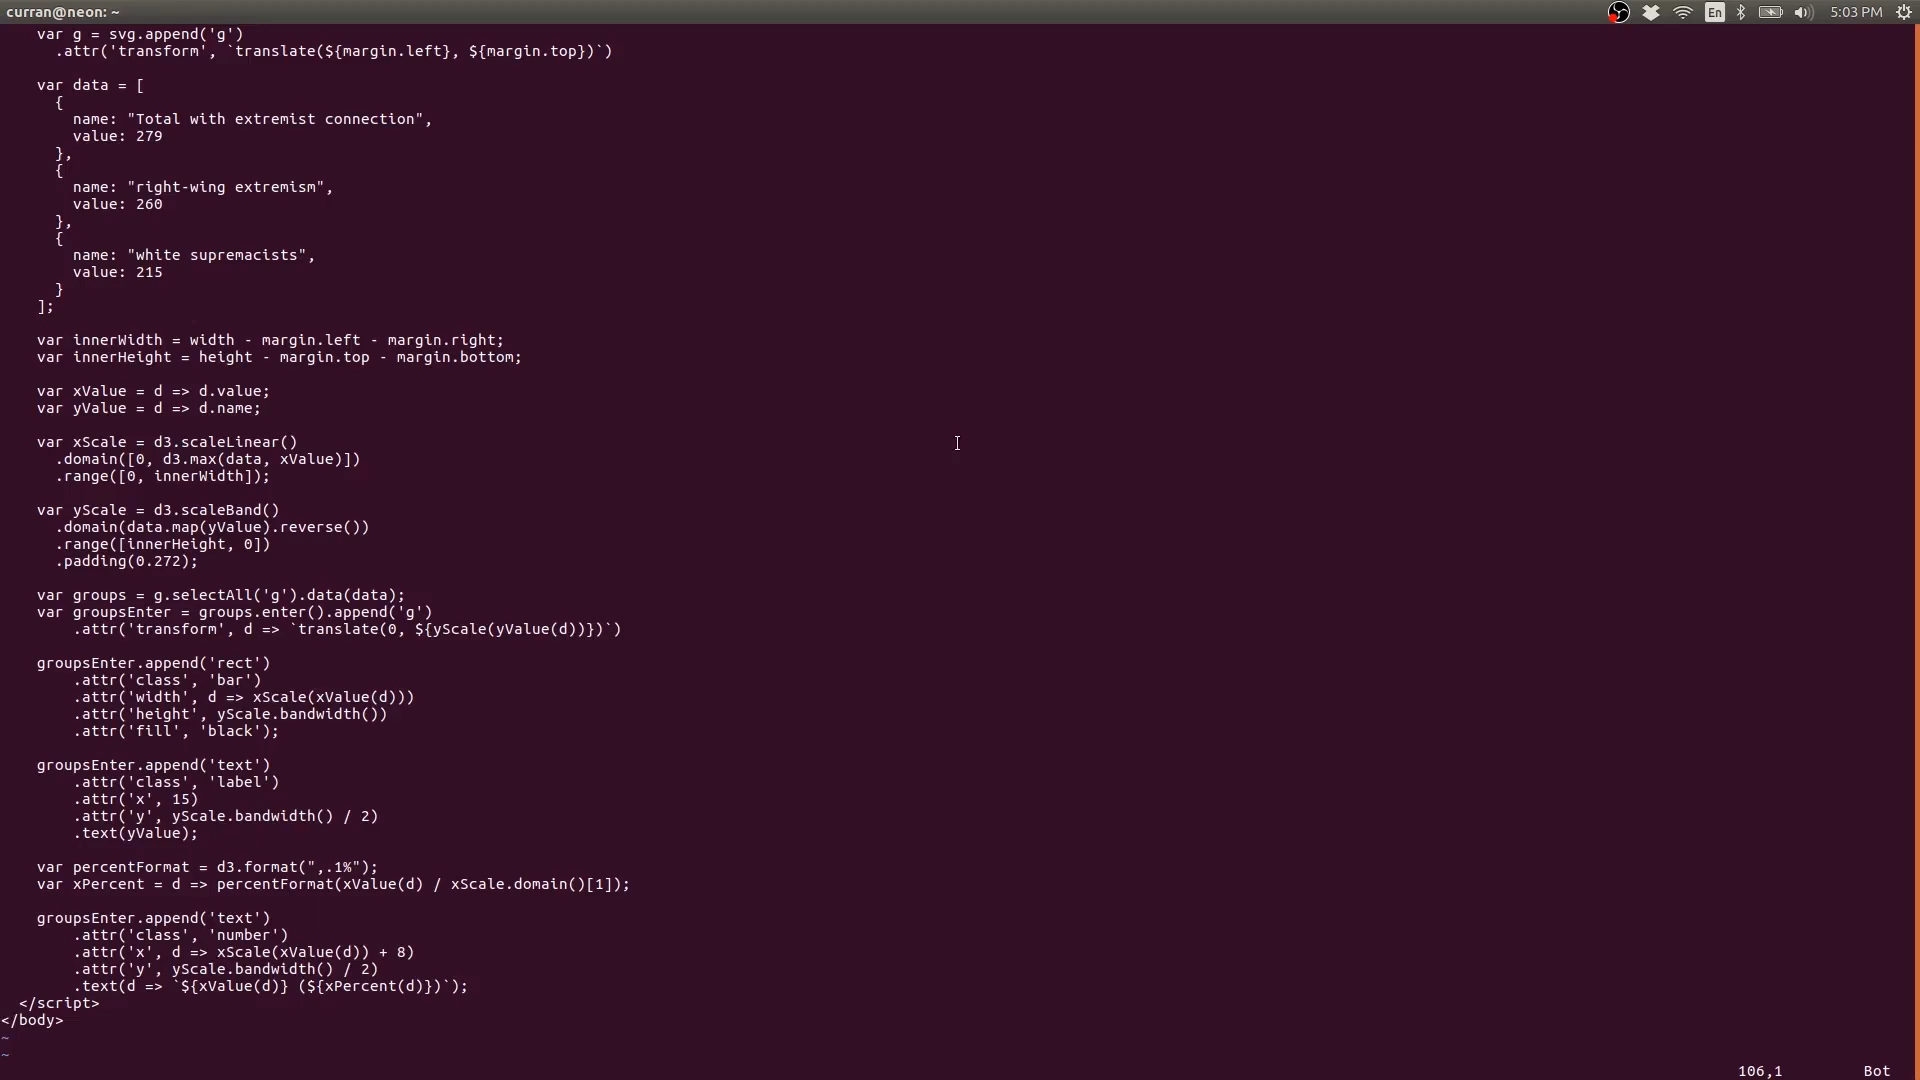 curran@neon: ~
En
5:03 PM
    var g = svg.append('g')
      .attr('transform', `translate(${margin.left}, ${margin.top})`)
    var data = [
      {
        name: "Total with extremist connection",
        value: 279
      },
      {
        name: "right-wing extremism",
        value: 260
      },
      {
        name: "white supremacists",
        value: 215
      }
    ];
    var innerWidth = width - margin.left - margin.right;
    var innerHeight = height - margin.top - margin.bottom;
    var xValue = d => d.value;
    var yValue = d => d.name;
    var xScale = d3.scaleLinear()
      .domain([0, d3.max(data, xValue)])
      .range([0, innerWidth]);
    var yScale = d3.scaleBand()
      .domain(data.map(yValue).reverse())
      .range([innerHeight, 0])
      .padding(0.272);
    var groups = g.selectAll('g').data(data);
    var groupsEnter = groups.enter().append('g')
        .attr('transform', d => `translate(0, ${yScale(yValue(d))})`)
    groupsEnter.append('rect')
        .attr('class', 'bar')
        .attr('width', d => xScale(xValue(d)))
        .attr('height', yScale.bandwidth())
        .attr('fill', 'black');
    groupsEnter.append('text')
        .attr('class', 'label')
        .attr('x', 15)
        .attr('y', yScale.bandwidth() / 2)
        .text(yValue);
    var percentFormat = d3.format(",.1%");
    var xPercent = d => percentFormat(xValue(d) / xScale.domain()[1]);
    groupsEnter.append('text')
        .attr('class', 'number')
        .attr('x', d => xScale(xValue(d)) + 8)
        .attr('y', yScale.bandwidth() / 2)
        .text(d => `${xValue(d)} (${xPercent(d)})`);
  </script>
</body>
~
~
106,1
Bot